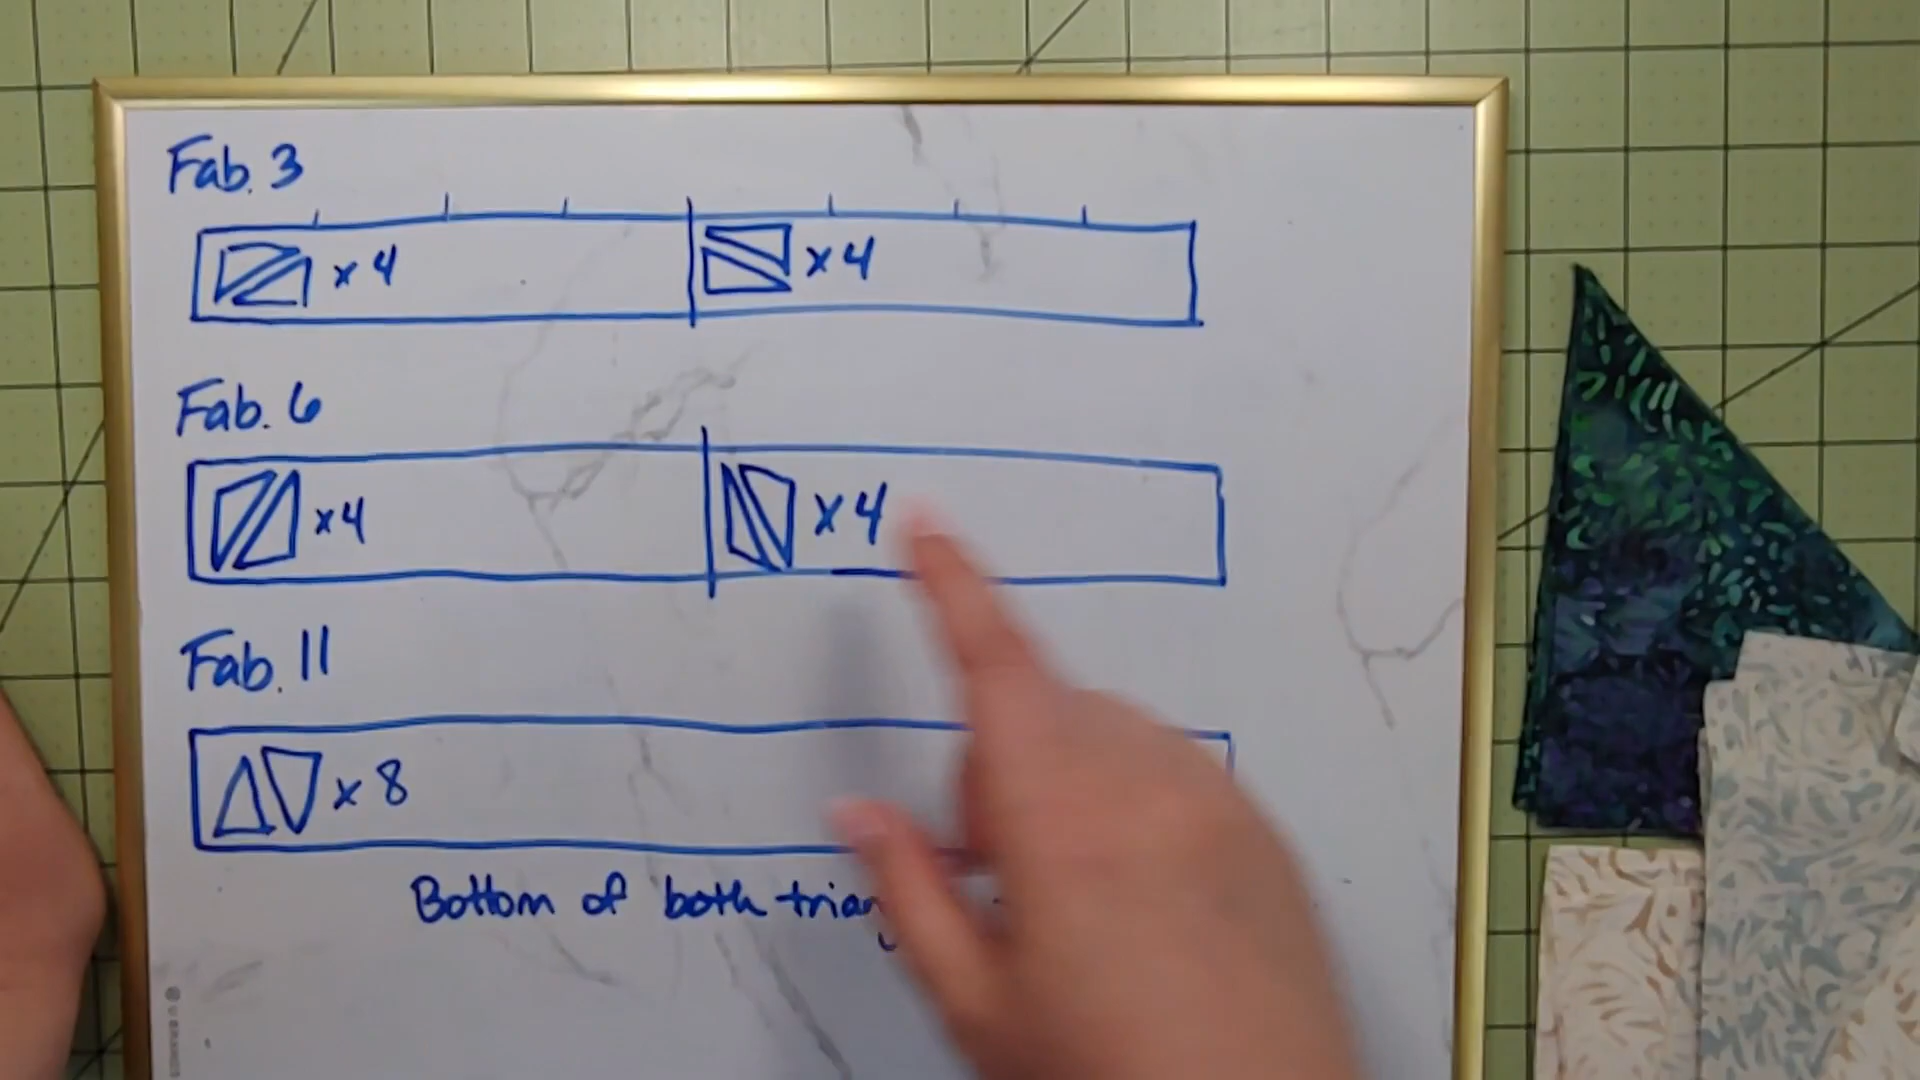 Fab. 3
x 4
x 4
Fab. 6
x 4
x 4
Fab. 11
x 8
Bottom of both